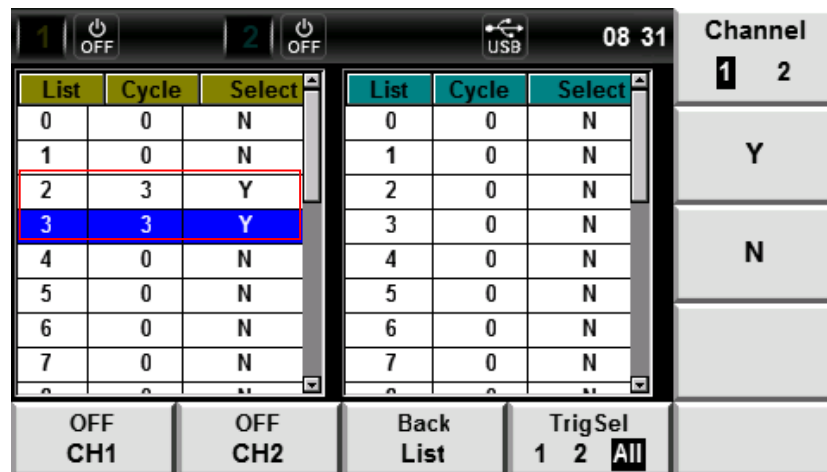 1 OFF 2 OFF USB 08 31
Channel
1 2
Y
N
List Cycle Select
0 0 N
1 0 N
2 3 Y
3 3 Y
4 0 N
5 0 N
6 0 N
7 0 N
List Cycle Select
0 0 N
1 0 N
2 0 N
3 0 N
4 0 N
5 0 N
6 0 N
7 0 N
OFF
CH1
OFF
CH2
Back
List
TrigSel
1 2 All